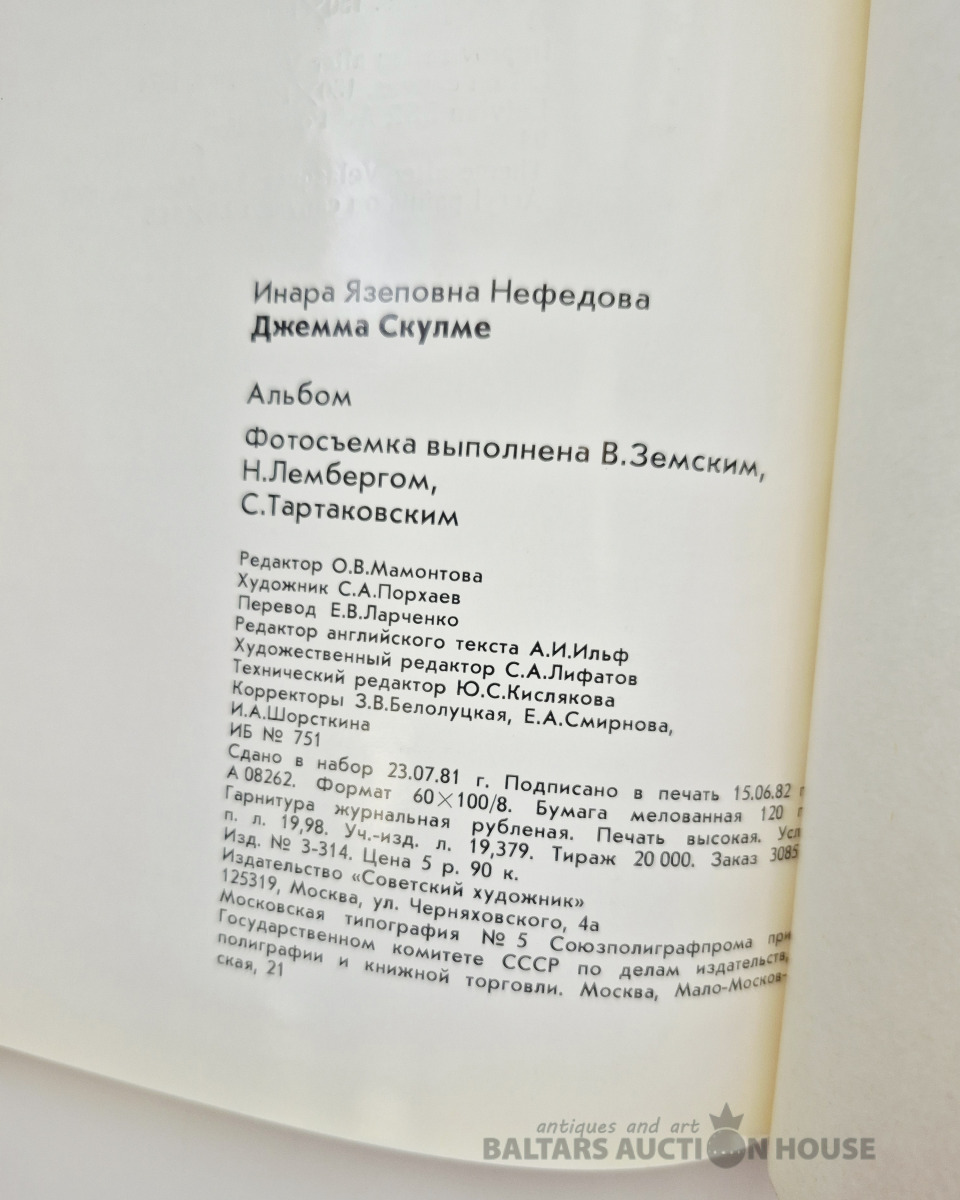 Инара Язеповна Нефедова
Джемма Скулме
Альбом
Фотосъемка выполнена В.Земским,
Н.Лембергом,
С.Тартаковским
Редактор О.В.Мамонтова
Художник С.А.Порхаев
Перевод Е.В.Ларченко
Редактор английского текста А.И.Ильф
Художественный редактор С.А.Лифатов
Технический редактор Ю.С.Кислякова
Корректоры З.В.Белолуцкая, Е.А.Смирнова,
И.А.Шорсткина
ИБ № 751
Сдано в набор 23.07.81 г. Подписано в печать 15.06.82 г
А 08262. Формат 60×100/8. Бумага мелованная 120 г
Гарнитура журнальная рубленая. Печать высокая. Усл
п. л. 19,98. Уч.-изд. л. 19,379. Тираж 20 000. Заказ 3085
Изд. № 3-314. Цена 5 р. 90 к.
Издательство «Советский художник»
125319, Москва, ул. Черняховского, 4а
Московская типография № 5 Союзполиграфпрома при
Государственном комитете СССР по делам издательств,
полиграфии и книжной торговли. Москва, Мало-Москов-
ская, 21
antiques and art
BALTARS AUCTION HOUSE